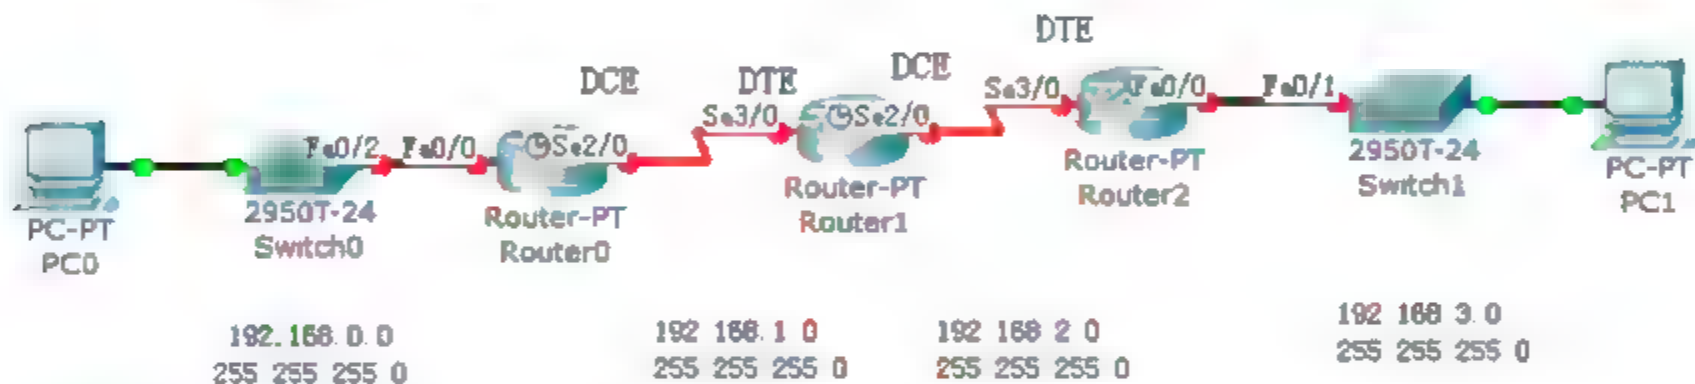 DTE
DCE
DTE
DCE
Se3/0
Fa0/0
Fa0/1
Se3/0
Se2/0
Fa0/2
Fa0/0
Se2/0
PC-PT
PC0
2950T-24
Switch0
Router-PT
Router0
Router-PT
Router1
Router-PT
Router2
2950T-24
Switch1
PC-PT
PC1
192.168.0.0
255 255 255 0
192 168.1 0
255 255 255 0
192 168 2 0
255 255 255 0
192 168 3.0
255 255 255 0